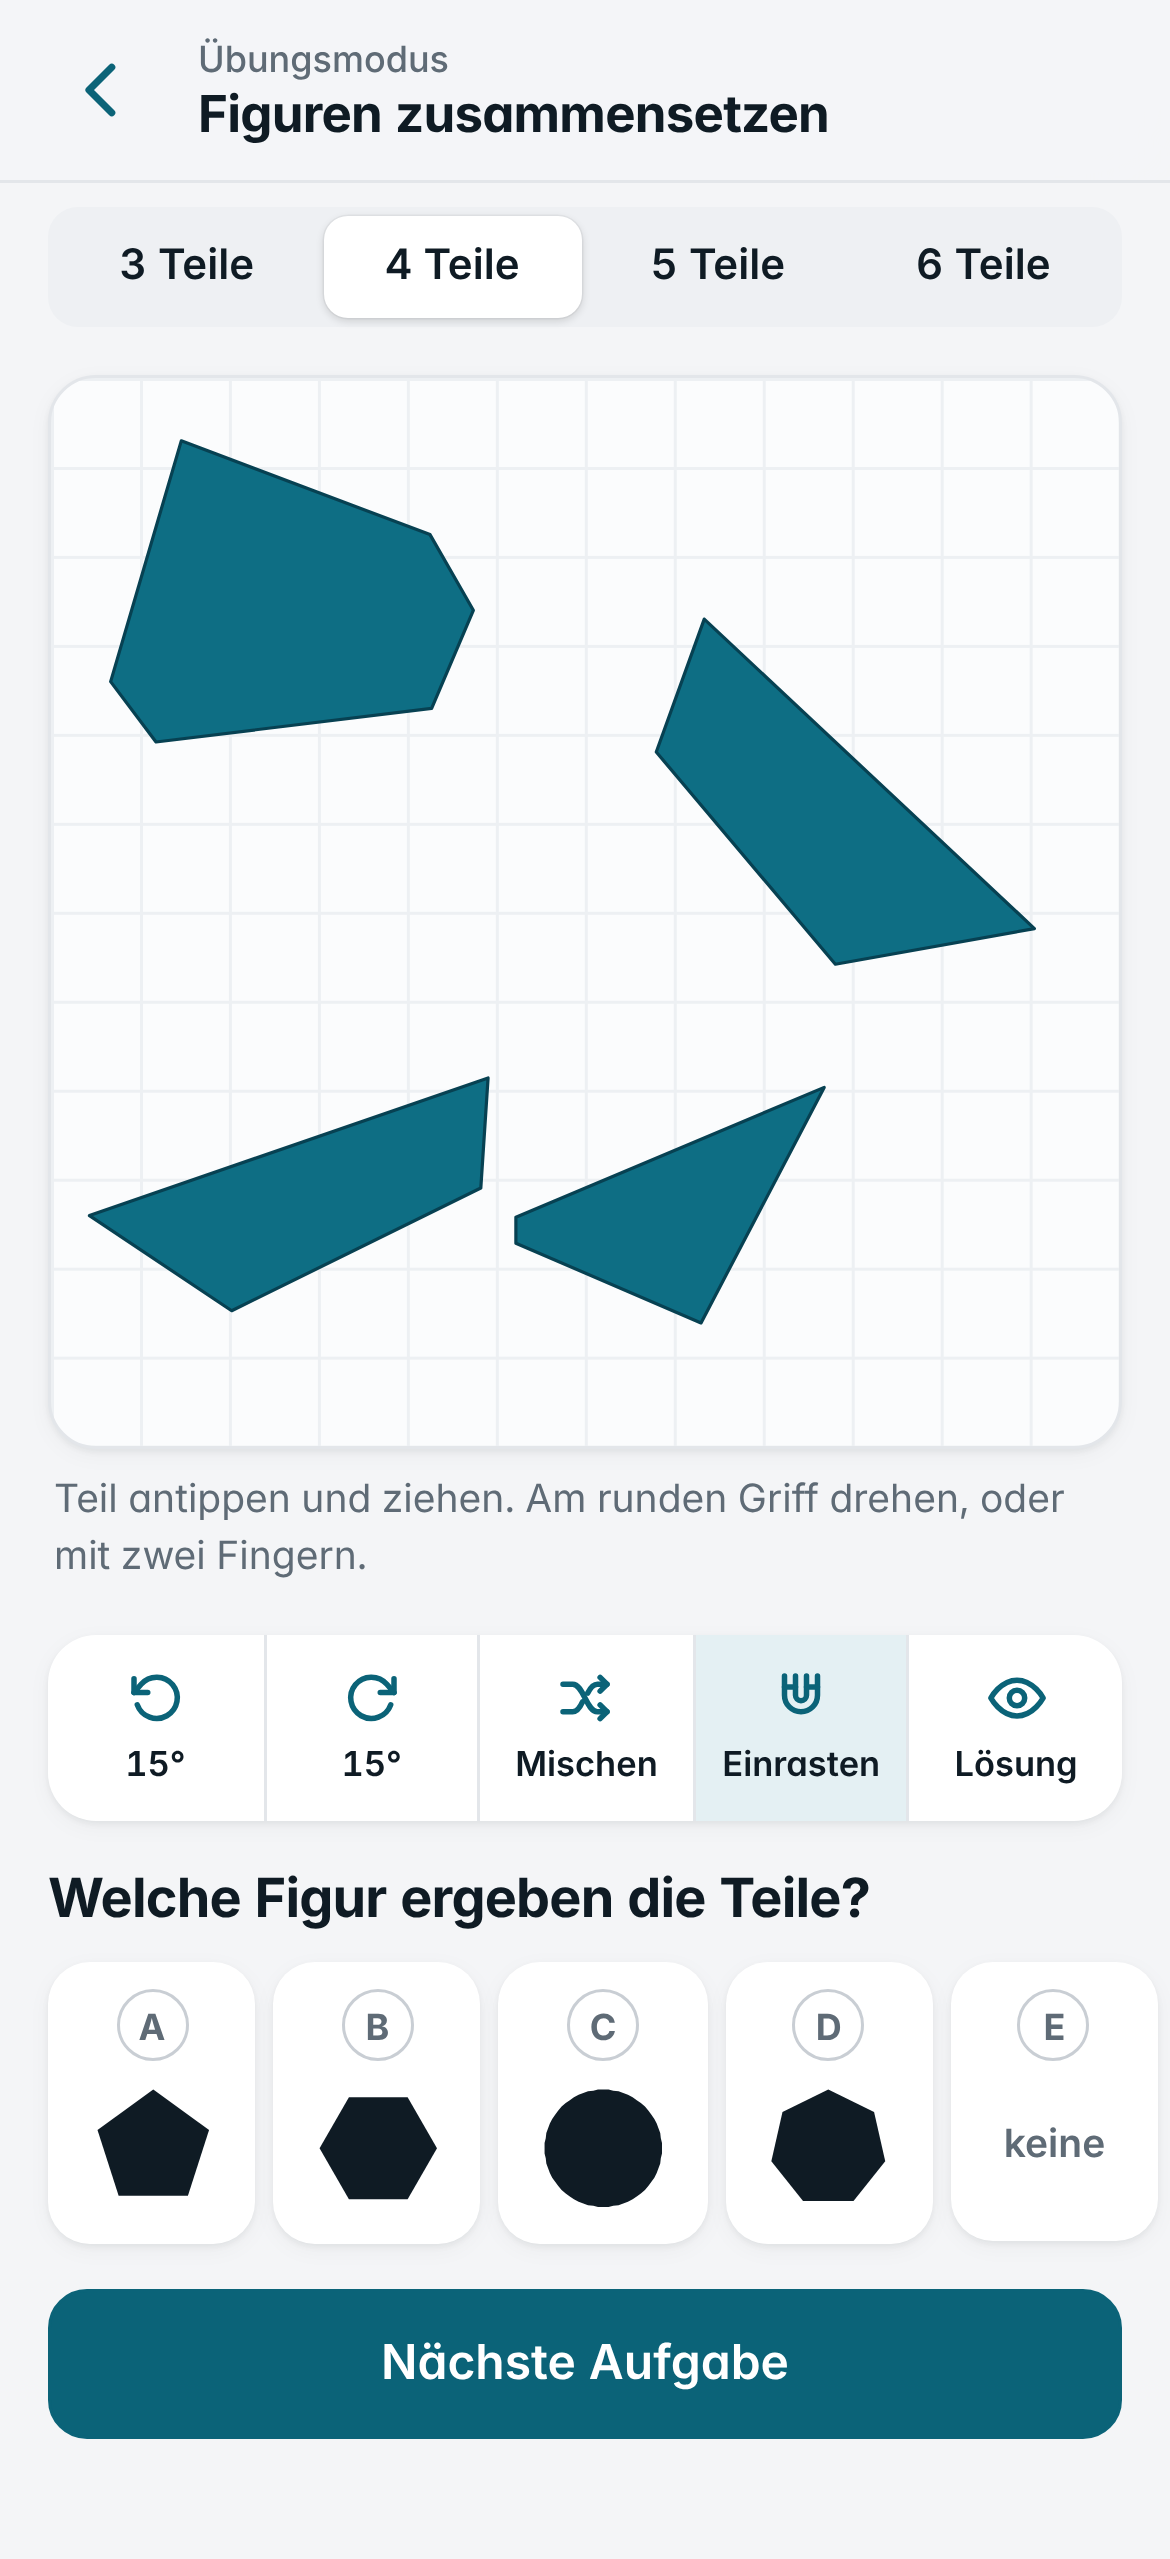 Übungsmodus
Figuren zusammensetzen
3 Teile
4 Teile
5 Teile
6 Teile
Teil antippen und ziehen. Am runden Griff drehen, oder
mit zwei Fingern.
15°
15°
Mischen
Einrasten
Lösung
Welche Figur ergeben die Teile?
A
B
C
D
E
keine
Nächste Aufgabe